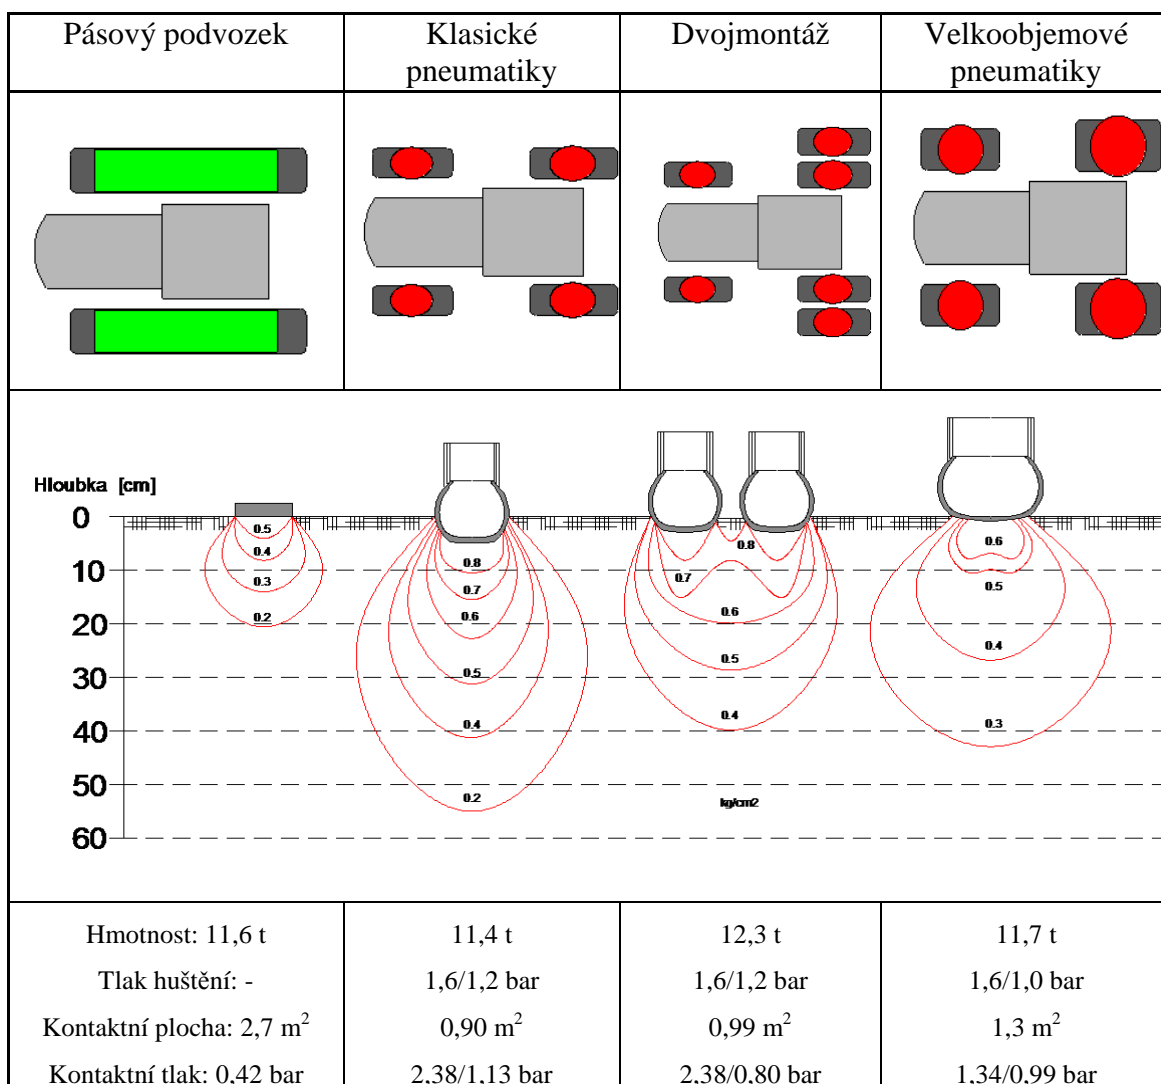 Pásový podvozek
Klasické
pneumatiky
Dvojmontáž
Velkoobjemové
pneumatiky
Hloubka [cm]
0
10
20
30
40
50
60
0.5
0.4
0.3
0.2
0.8
0.7
0.6
0.5
0.4
0.2
0.8
0.7
0.6
0.5
0.4
0.6
0.5
0.4
0.3
kg/cm2
Hmotnost: 11,6 t
11,4 t
12,3 t
11,7 t
Tlak huštění: -
1,6/1,2 bar
1,6/1,2 bar
1,6/1,0 bar
Kontaktní plocha: 2,7 m²
0,90 m²
0,99 m²
1,3 m²
Kontaktní tlak: 0,42 bar
2,38/1,13 bar
2,38/0,80 bar
1,34/0,99 bar